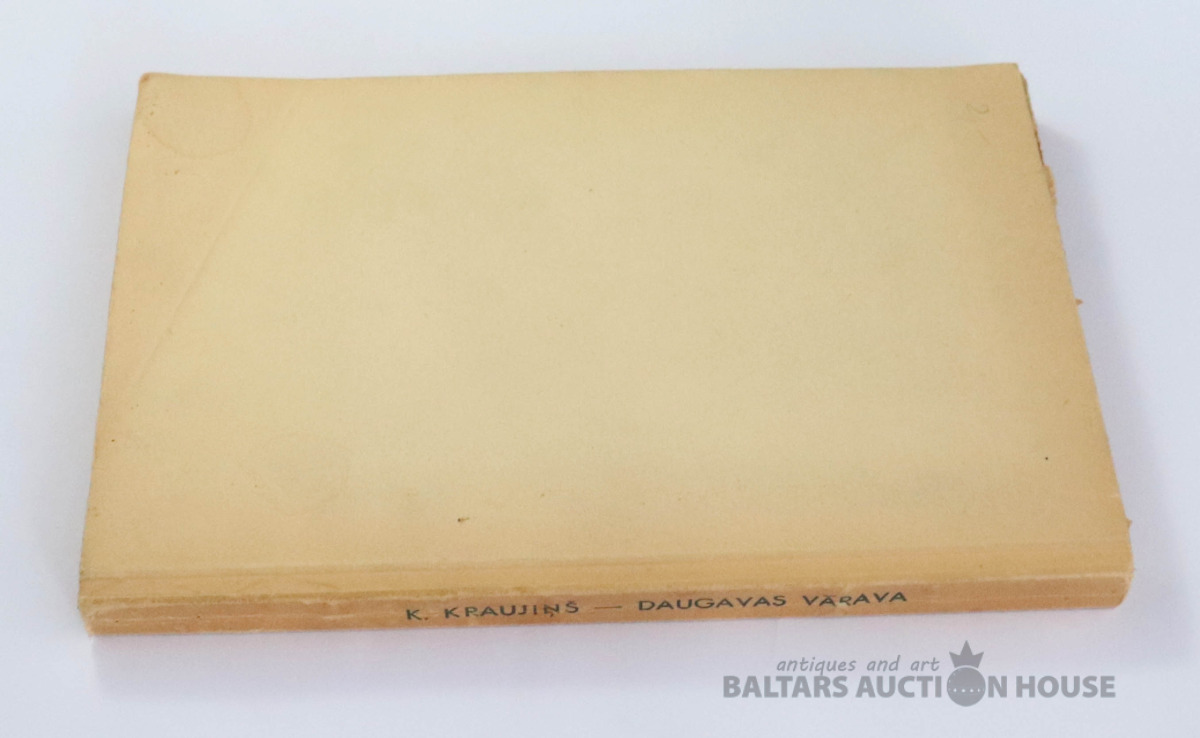 K. KRAUJIŅŠ — DAUGAVAS VĀRAVA
antiques and art
BALTARS AUCTION HOUSE